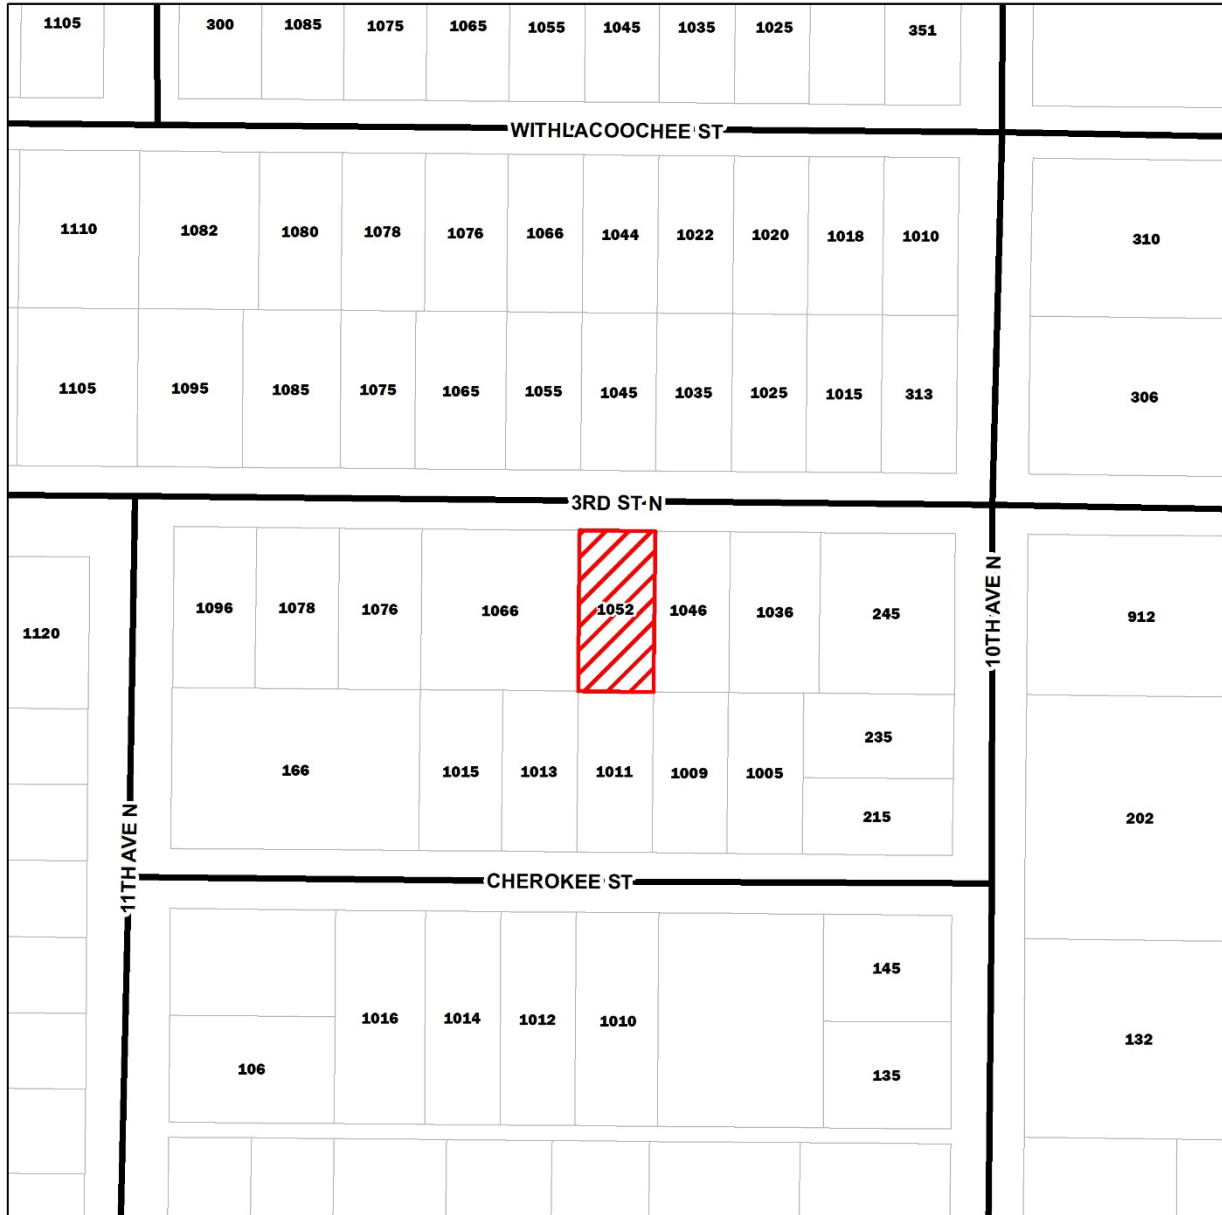 1105 300 1085 1075 1065 1055 1045 1035 1025 351
WITHLACOOCHEE ST
1110 1082 1080 1078 1076 1066 1044 1022 1020 1018 1010 310
1105 1095 1085 1075 1065 1055 1045 1035 1025 1015 313 306
3RD ST N
1120 1096 1078 1076 1066 1052 1046 1036 245 912
10TH AVE N
235
166 1015 1013 1011 1009 1005
215 202
11TH AVE N
CHEROKEE ST
145
1016 1014 1012 1010
106 135 132